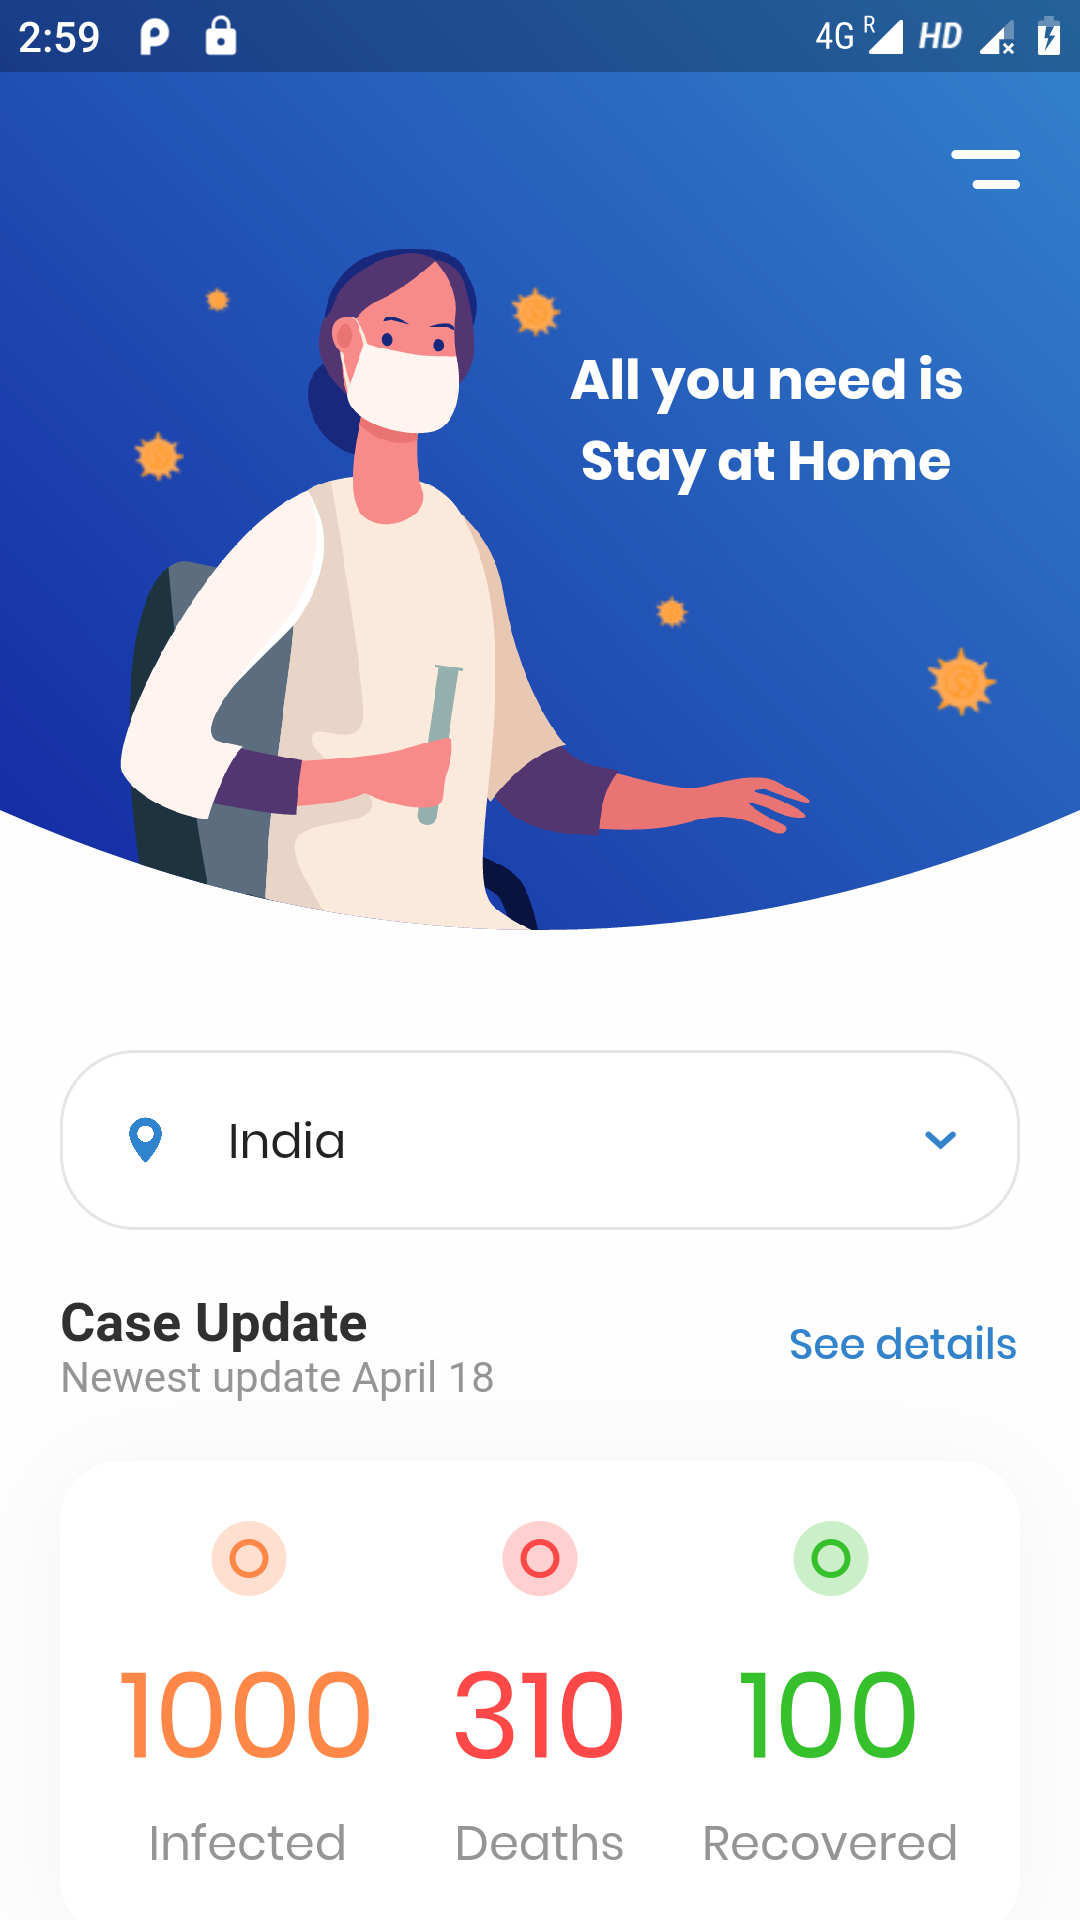 2:59
4G R HD
All you need is
Stay at Home
India
Case Update
Newest update April 18
See details
1000 310 100
Infected Deaths Recovered